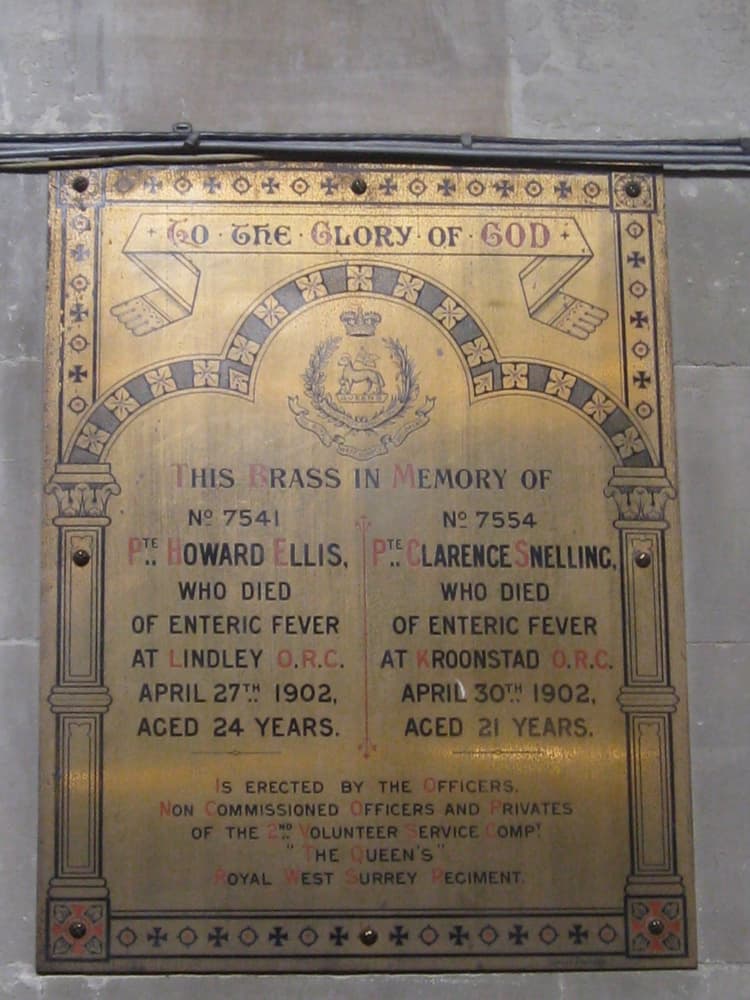 To · The · Glory · of · GOD
QUEENS
This Brass in Memory of
Nº 7541
Pte Howard Ellis,
who died
of enteric fever
at Lindley O.R.C.
April 27th 1902,
aged 24 years.
Nº 7554
Pte Clarence Snelling,
who died
of enteric fever
at Kroonstad O.R.C.
April 30th 1902,
aged 21 years.
Is erected by the Officers.
Non Commissioned Officers and Privates
of the 2nd Volunteer Service Compy
"The Queen's"
Royal West Surrey Regiment.